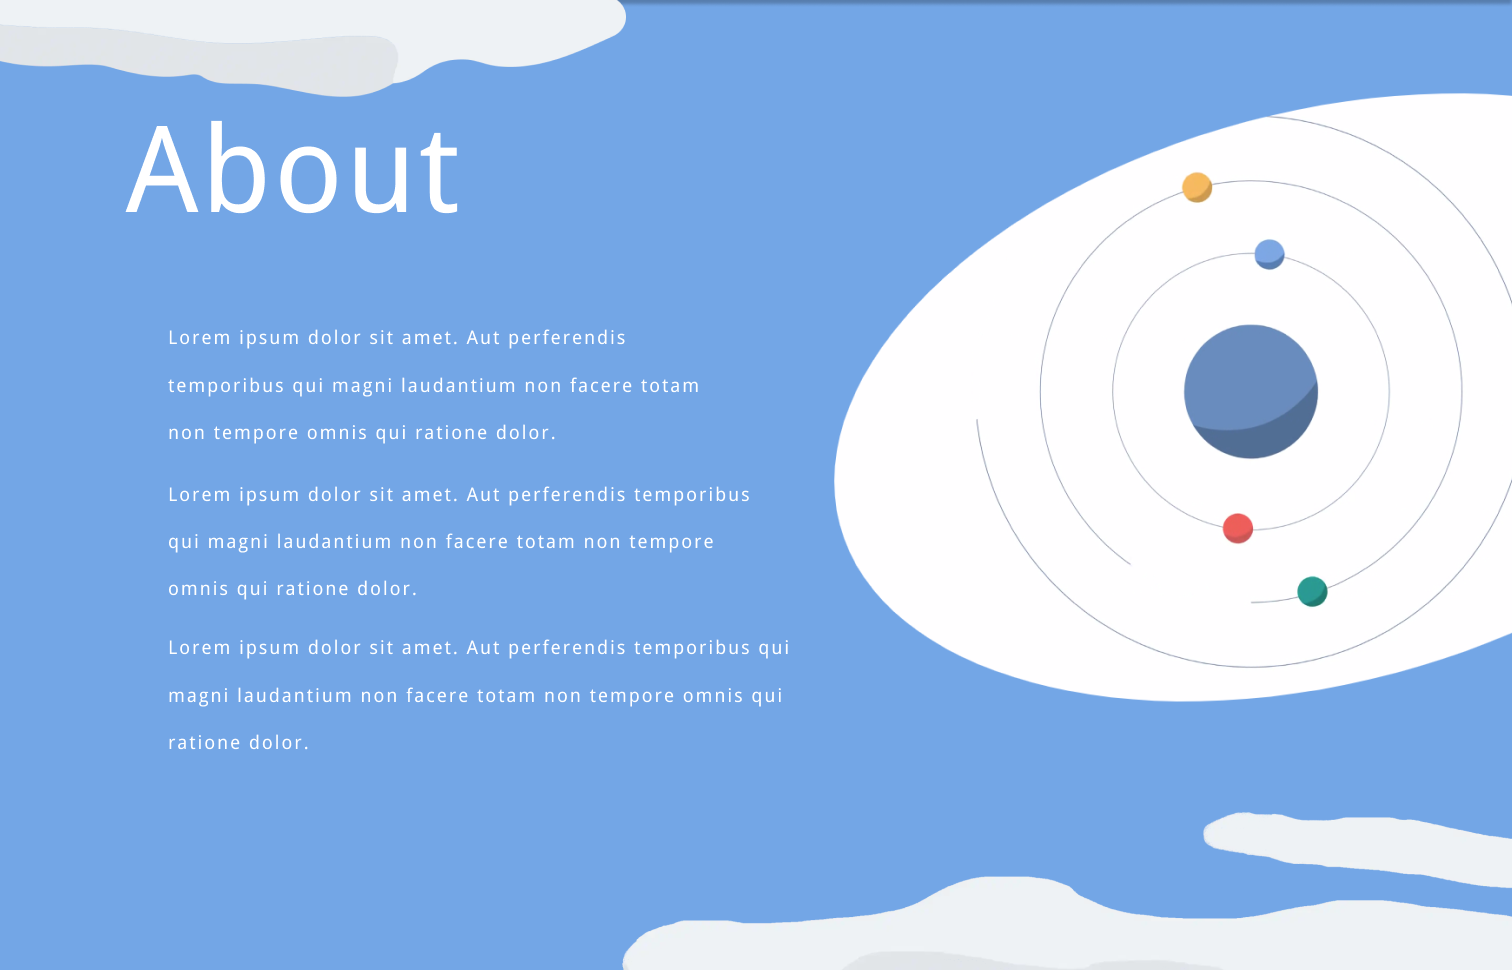 About
Lorem ipsum dolor sit amet. Aut perferendis
temporibus qui magni laudantium non facere totam
non tempore omnis qui ratione dolor.
Lorem ipsum dolor sit amet. Aut perferendis temporibus
qui magni laudantium non facere totam non tempore
omnis qui ratione dolor.
Lorem ipsum dolor sit amet. Aut perferendis temporibus qui
magni laudantium non facere totam non tempore omnis qui
ratione dolor.